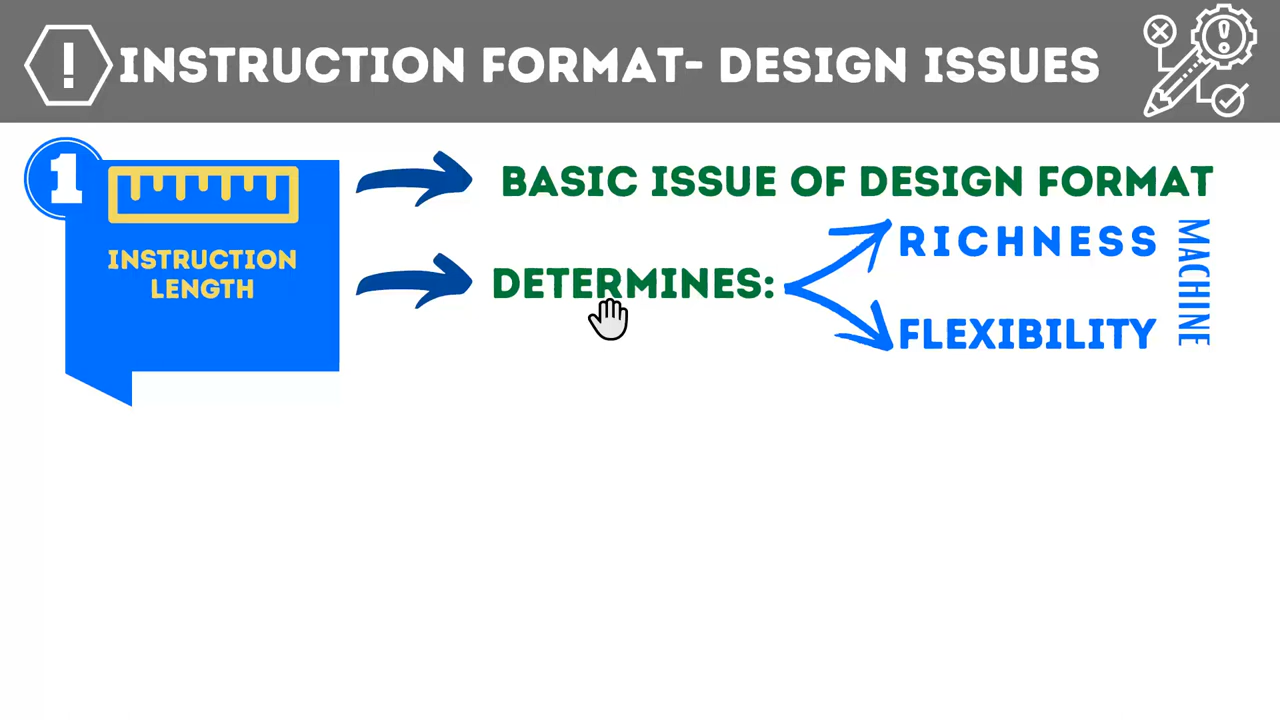 INSTRUCTION FORMAT- DESIGN ISSUES
1
INSTRUCTION
LENGTH
BASIC ISSUE OF DESIGN FORMAT
DETERMINES:
RICHNESS
FLEXIBILITY
MACHINE